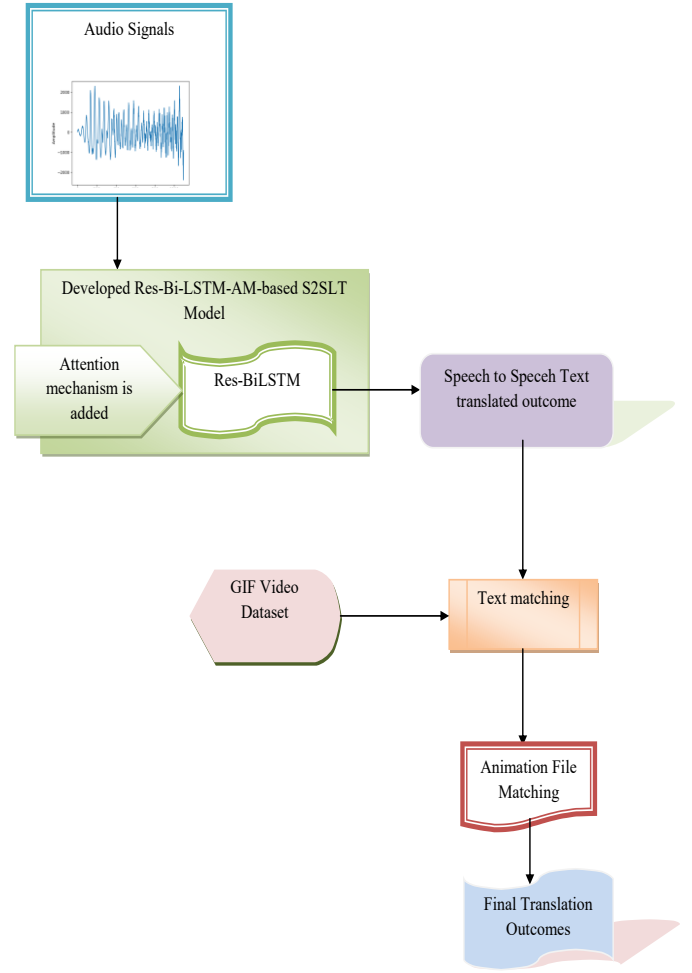 Audio Signals
Developed Res-Bi-LSTM-AM-based S2SLT
Model
Attention
mechanism is
added
Res-BiLSTM
Speech to Speceh Text
translated outcome
GIF Video
Dataset
Text matching
Animation File
Matching
Final Translation
Outcomes